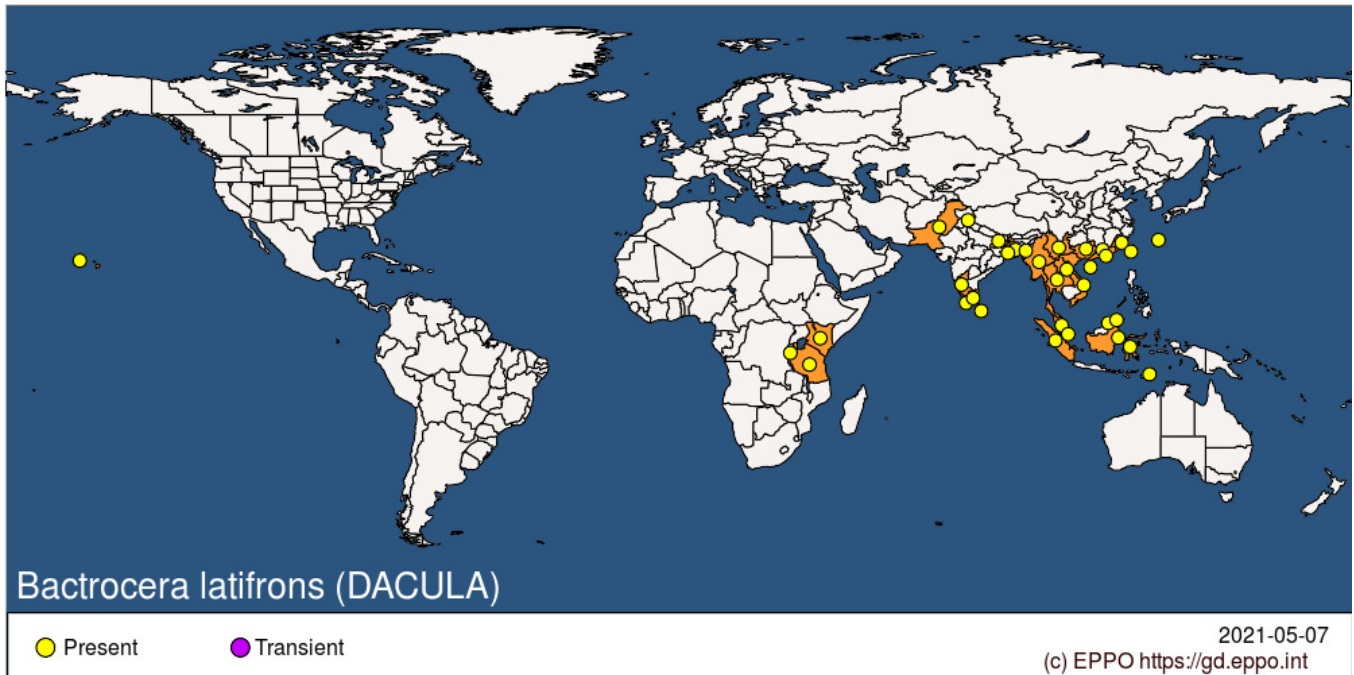 Bactrocera latifrons (DACULA)
Present
Transient
2021-05-07
(c) EPPO https://gd.eppo.int